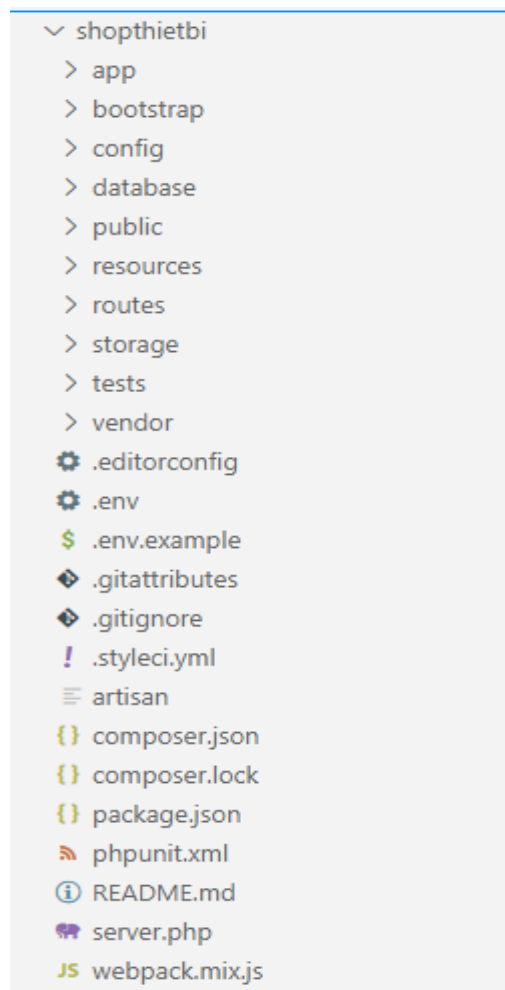 shopthietbi
app
bootstrap
config
database
public
resources
routes
storage
tests
vendor
.editorconfig
.env
$ .env.example
.gitattributes
.gitignore
! .styleci.yml
artisan
{} composer.json
{} composer.lock
{} package.json
phpunit.xml
README.md
server.php
JS webpack.mix.js